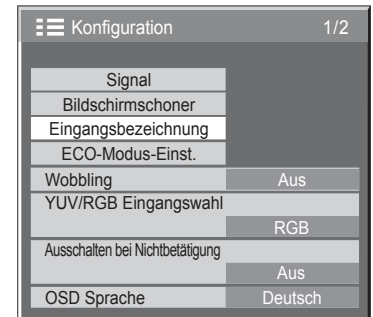 Konfiguration 1/2
Signal
Bildschirmschoner
Eingangsbezeichnung
ECO-Modus-Einst.
Wobbling Aus
YUV/RGB Eingangswahl
RGB
Ausschalten bei Nichtbetätigung
Aus
OSD Sprache Deutsch